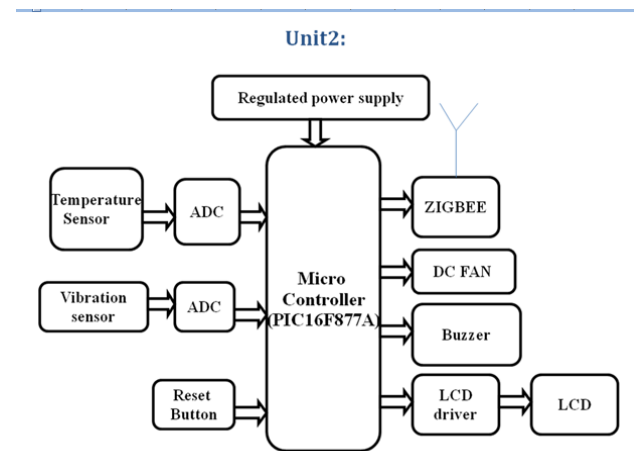 Unit2:
Regulated power supply
Temperature
Sensor
ADC
ZIGBEE
DC FAN
Micro
Controller
(PIC16F877A)
Vibration
sensor
ADC
Buzzer
Reset
Button
LCD
driver
LCD